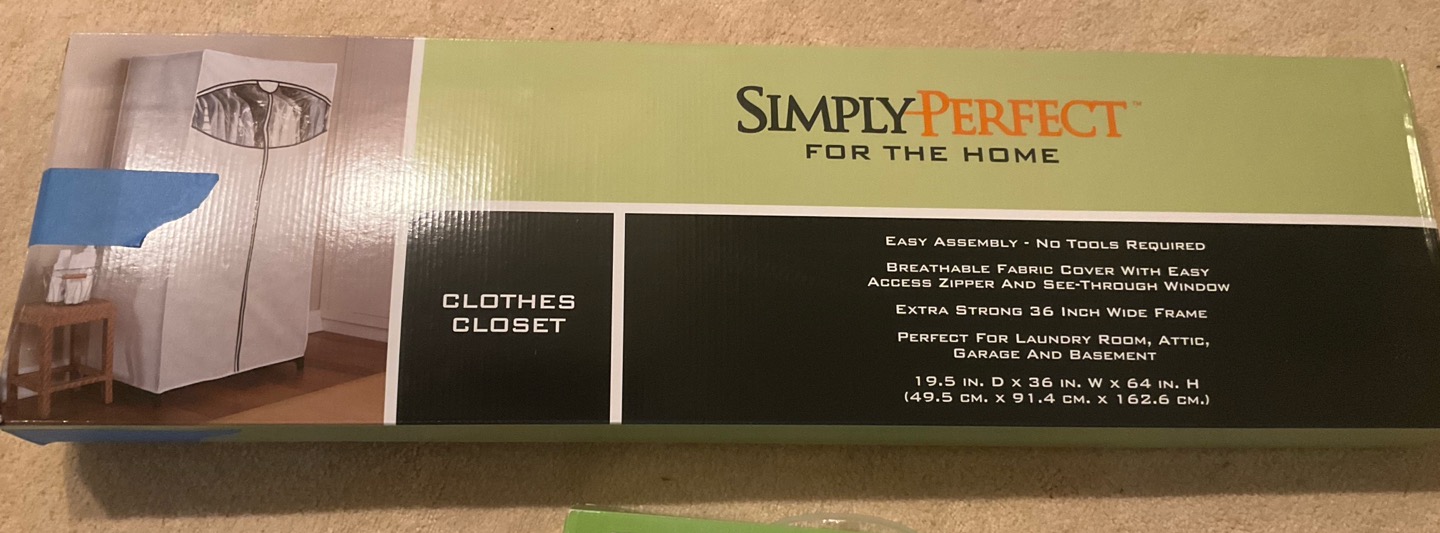 SIMPLY PERFECT™
FOR THE HOME
CLOTHES
CLOSET
EASY ASSEMBLY - NO TOOLS REQUIRED
BREATHABLE FABRIC COVER WITH EASY
ACCESS ZIPPER AND SEE-THROUGH WINDOW
EXTRA STRONG 36 INCH WIDE FRAME
PERFECT FOR LAUNDRY ROOM, ATTIC,
GARAGE AND BASEMENT
19.5 IN. D X 36 IN. W X 64 IN. H
(49.5 CM. X 91.4 CM. X 162.6 CM.)